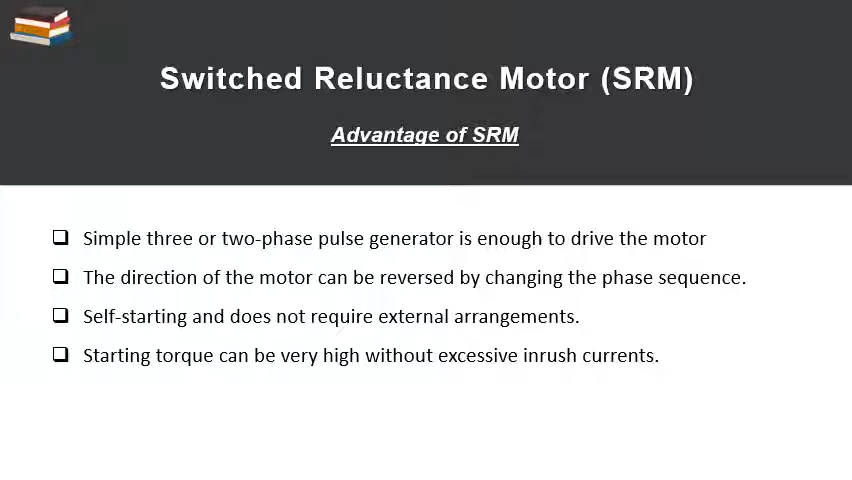 Switched Reluctance Motor (SRM)
Advantage of SRM
Simple three or two-phase pulse generator is enough to drive the motor
The direction of the motor can be reversed by changing the phase sequence.
Self-starting and does not require external arrangements.
Starting torque can be very high without excessive inrush currents.